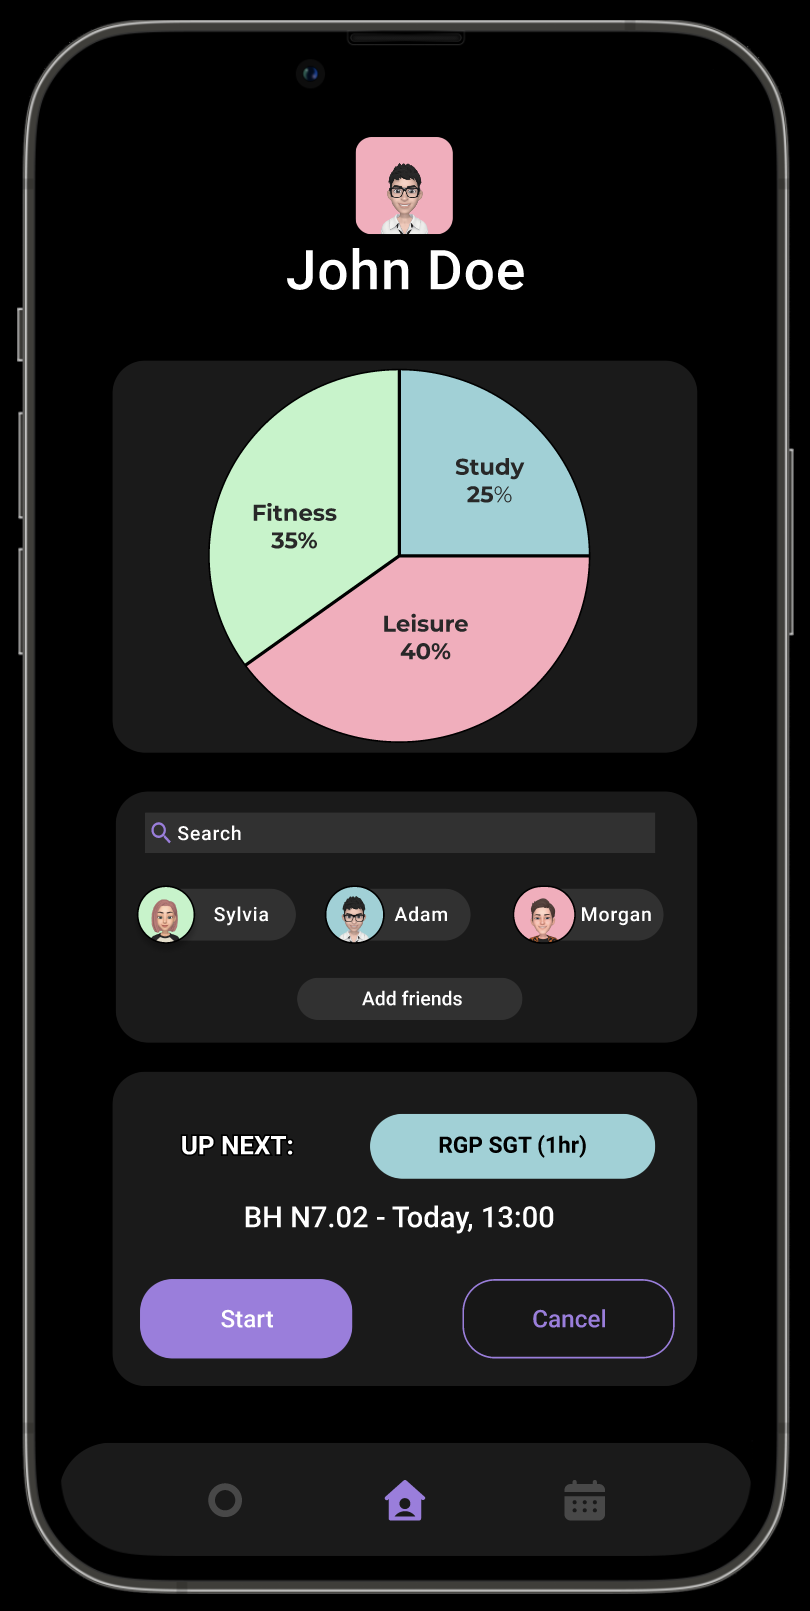 John Doe
Study
25%
Fitness
35%
Leisure
40%
Search
Sylvia
Adam
Morgan
Add friends
UP NEXT:
RGP SGT (1hr)
BH N7.02 - Today, 13:00
Start
Cancel